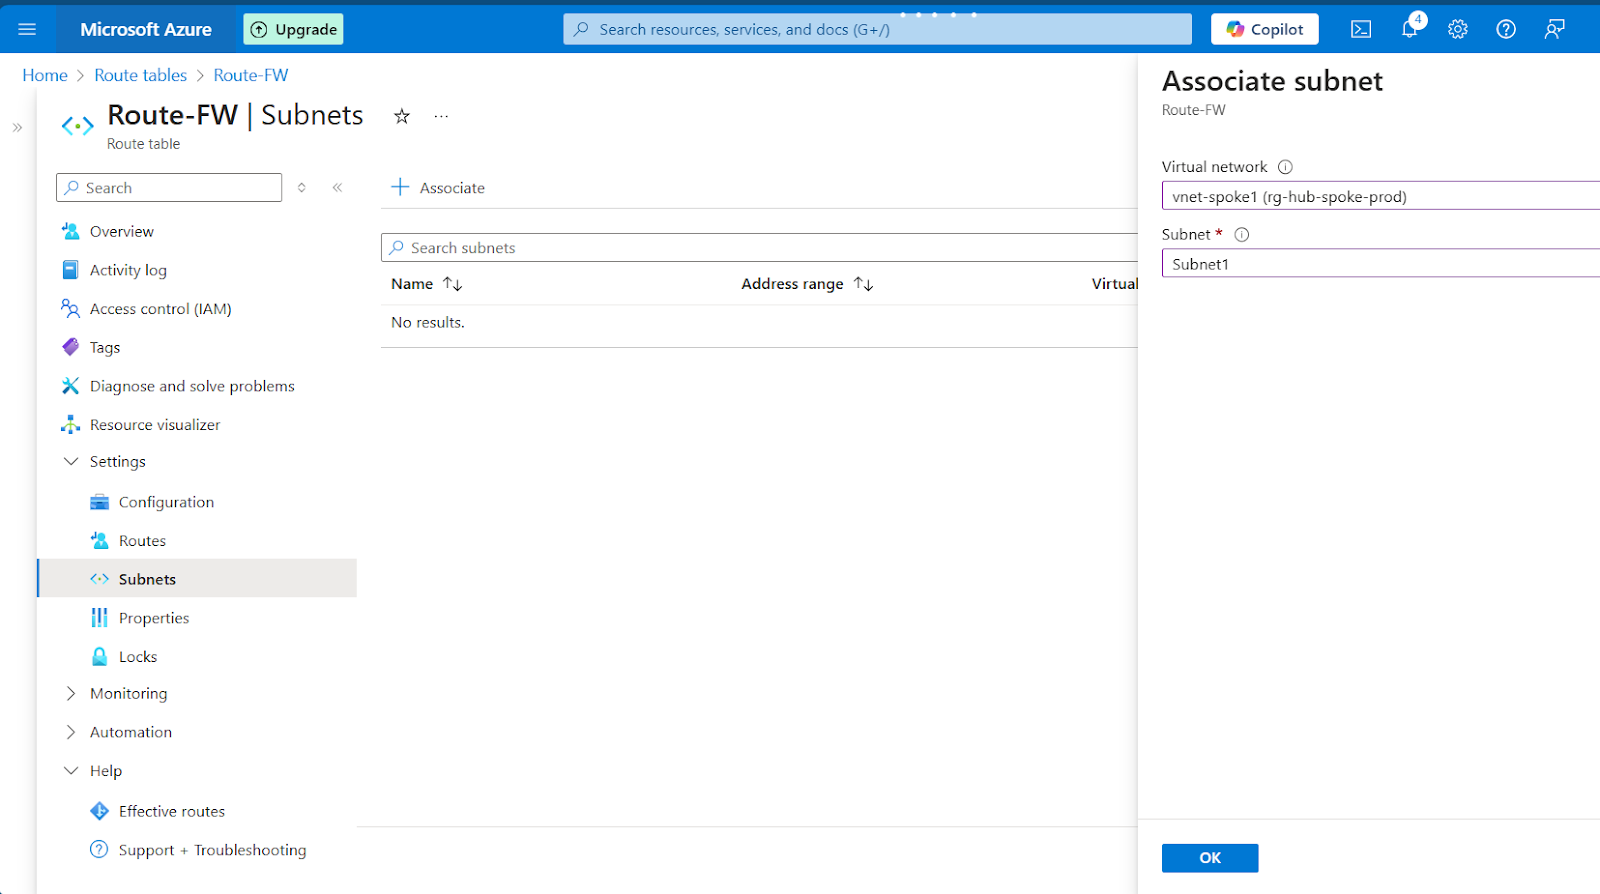 Microsoft Azure
Upgrade
Search resources, services, and docs (G+/)
Copilot
4
Home > Route tables > Route-FW
Route-FW | Subnets
Route table
Search
Overview
Activity log
Access control (IAM)
Tags
Diagnose and solve problems
Resource visualizer
Settings
Configuration
Routes
Subnets
Properties
Locks
Monitoring
Automation
Help
Effective routes
Support + Troubleshooting
Associate
Search subnets
Name Address range Virtual
No results.
Associate subnet
Route-FW
Virtual network
vnet-spoke1 (rg-hub-spoke-prod)
Subnet *
Subnet1
OK